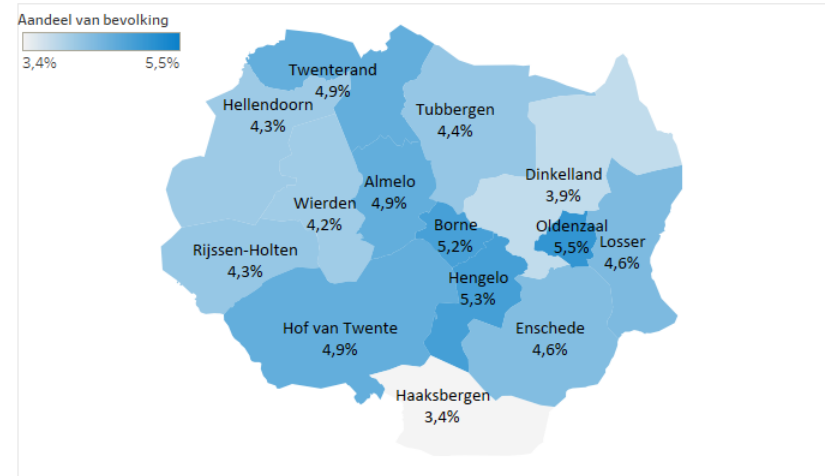 Aandeel van bevolking
3,4%
5,5%
Twenterand
4,9%
Hellendoorn
4,3%
Tubbergen
4,4%
Dinkelland
3,9%
Almelo
4,9%
Wierden
4,2%
Borne
5,2%
Oldenzaal
5,5%
Losser
4,6%
Rijssen-Holten
4,3%
Hengelo
5,3%
Hof van Twente
4,9%
Enschede
4,6%
Haaksbergen
3,4%